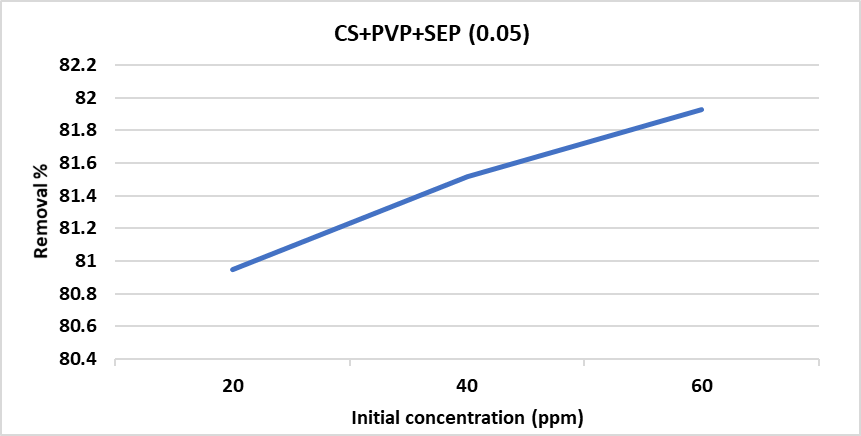 CS+PVP+SEP (0.05)
82.2
82
81.8
81.6
81.4
81.2
81
80.8
80.6
80.4
Removal %
20 40 60
Initial concentration (ppm)